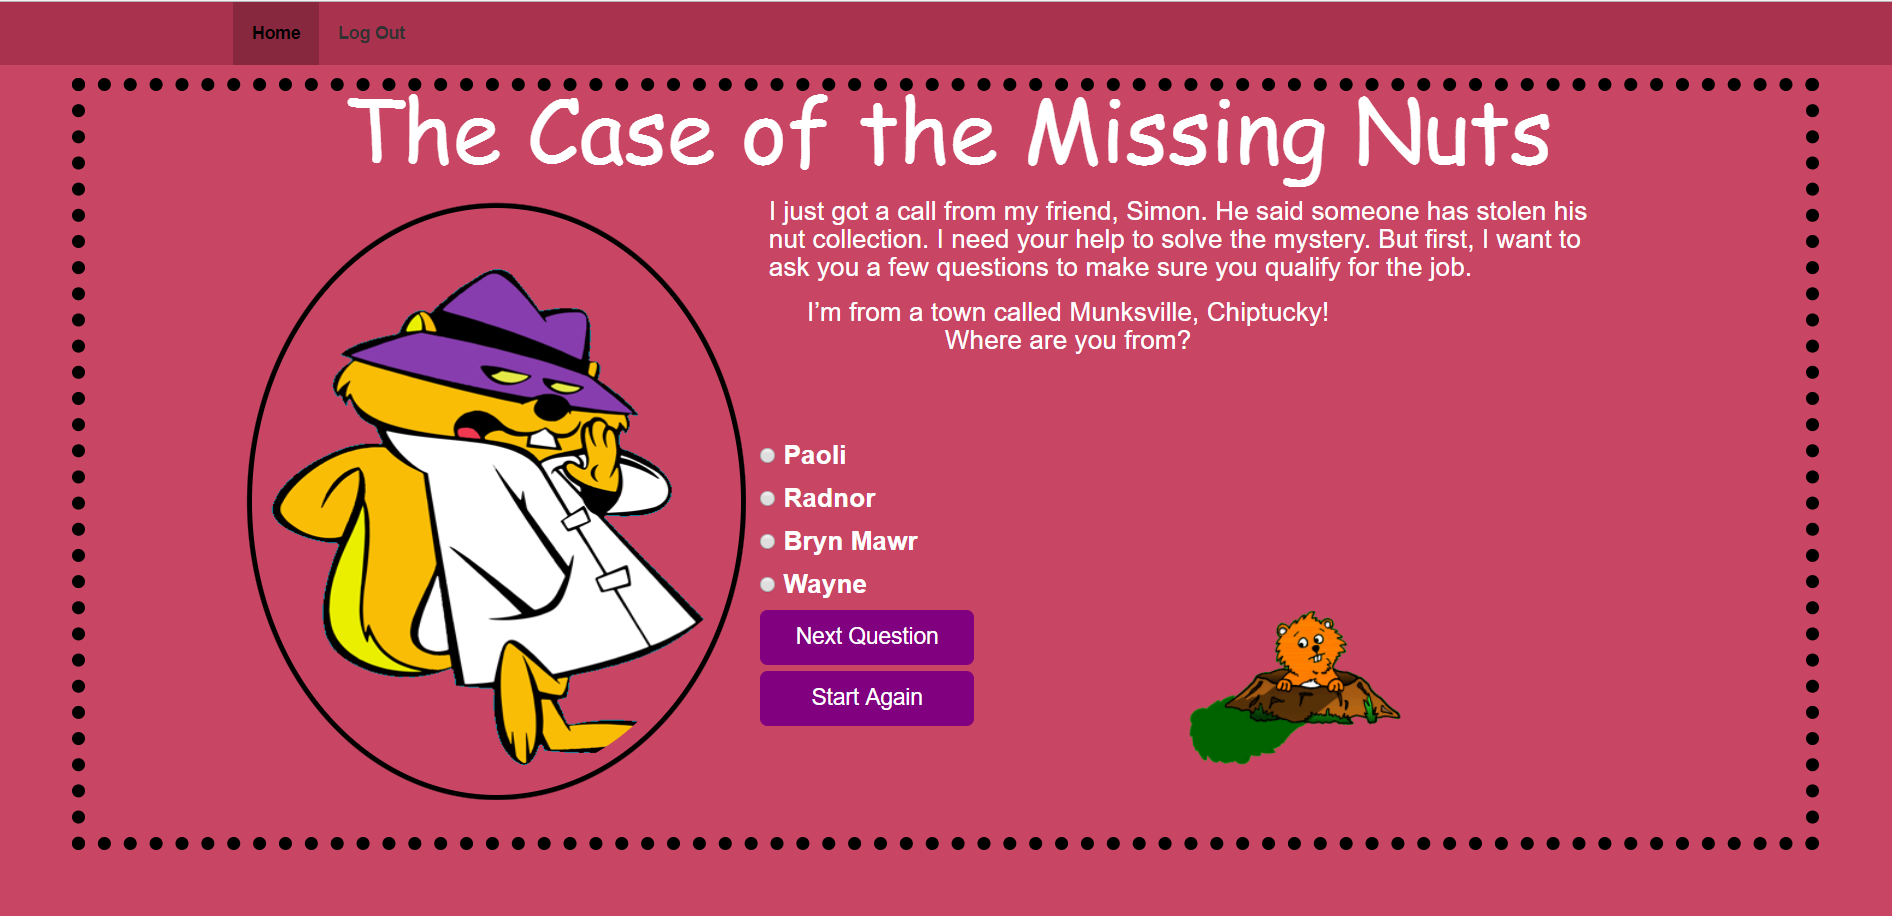 Home
Log Out
The Case of the Missing Nuts
I just got a call from my friend, Simon. He said someone has stolen his
nut collection. I need your help to solve the mystery. But first, I want to
ask you a few questions to make sure you qualify for the job.
I’m from a town called Munksville, Chiptucky!
Where are you from?
Paoli
Radnor
Bryn Mawr
Wayne
Next Question
Start Again